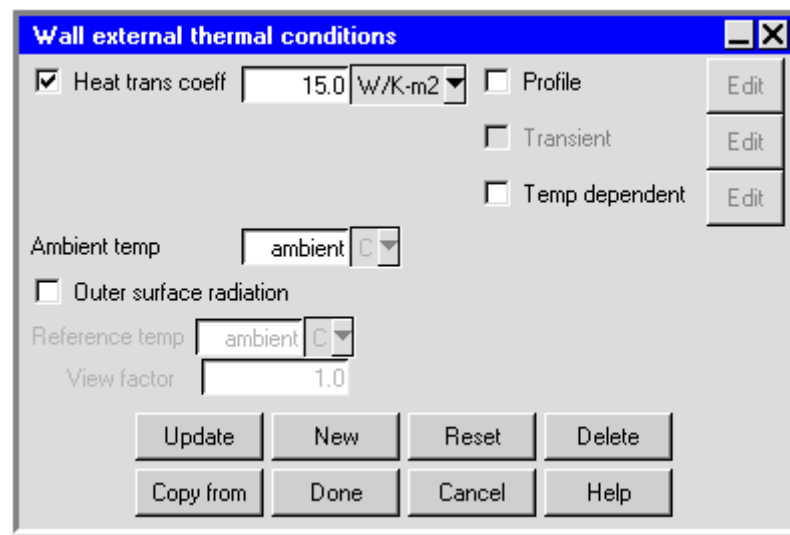 Wall external thermal conditions
Heat trans coeff 15.0 W/K-m2 Profile Edit
Transient Edit
Temp dependent Edit
Ambient temp ambient C
Outer surface radiation
Reference temp ambient C
View factor 1.0
Update New Reset Delete
Copy from Done Cancel Help